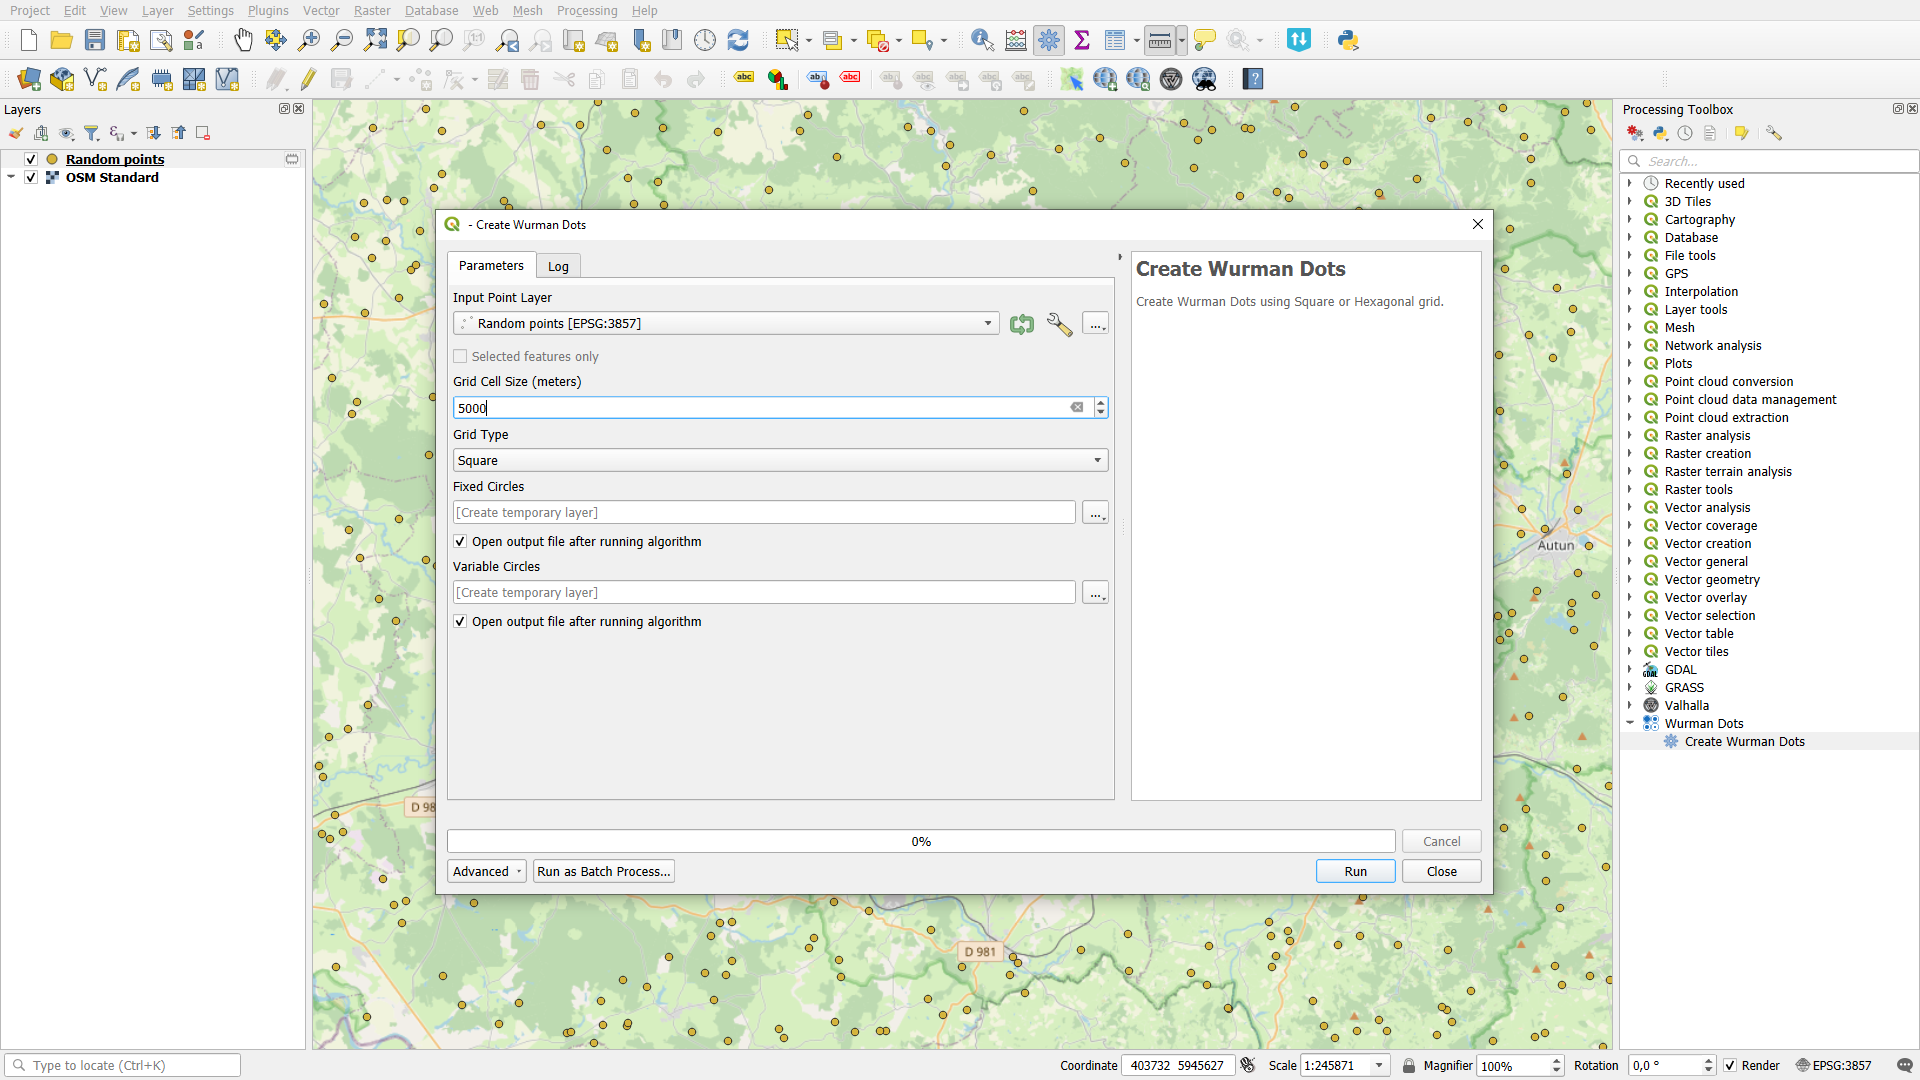 Project Edit View Layer Settings Plugins Vector Raster Database Web Mesh Processing Help
Layers
Random points
OSM Standard
- Create Wurman Dots
Parameters
Log
Input Point Layer
Random points [EPSG:3857]
Selected features only
Grid Cell Size (meters)
5000
Grid Type
Square
Fixed Circles
[Create temporary layer]
Open output file after running algorithm
Variable Circles
[Create temporary layer]
Open output file after running algorithm
Create Wurman Dots
Create Wurman Dots using Square or Hexagonal grid.
0%
Cancel
Advanced
Run as Batch Process...
Run
Close
Autun
D 981
Processing Toolbox
Search...
Recently used
3D Tiles
Cartography
Database
File tools
GPS
Interpolation
Layer tools
Mesh
Network analysis
Plots
Point cloud conversion
Point cloud data management
Point cloud extraction
Raster analysis
Raster creation
Raster terrain analysis
Raster tools
Vector analysis
Vector coverage
Vector creation
Vector general
Vector geometry
Vector overlay
Vector selection
Vector table
Vector tiles
GDAL
GRASS
Valhalla
Wurman Dots
Create Wurman Dots
Type to locate (Ctrl+K)
Coordinate 403732 5945627 Scale 1:245871 Magnifier 100% Rotation 0,0 ° Render EPSG:3857